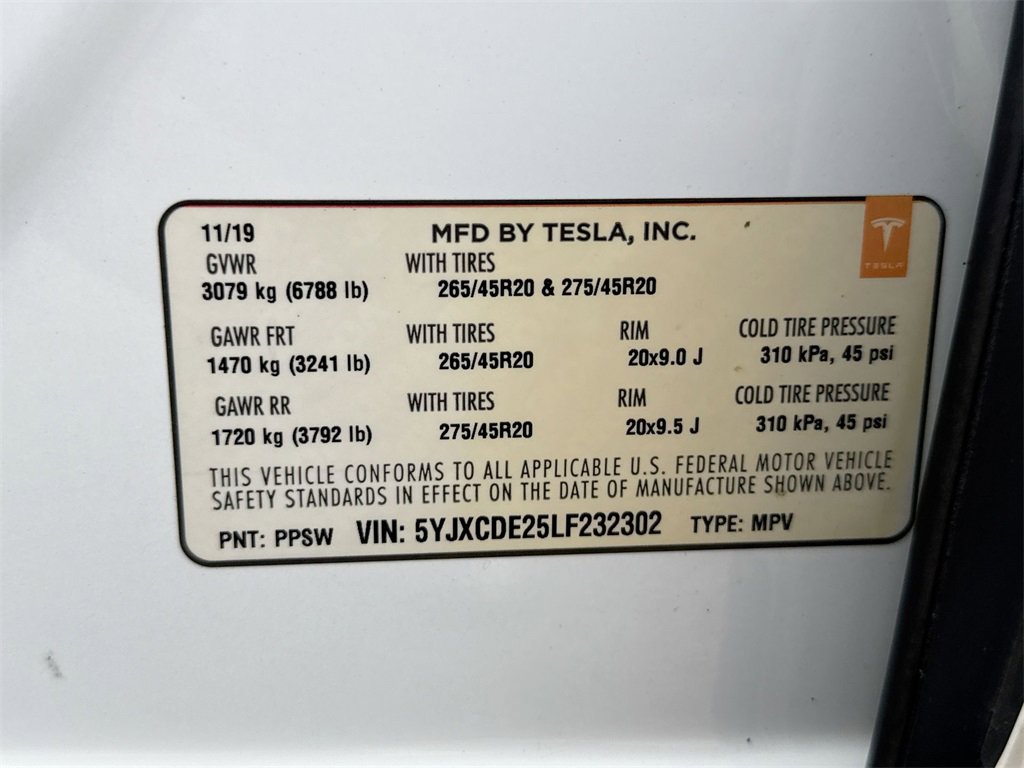 11/19 MFD BY TESLA, INC.
TESLA
GVWR WITH TIRES
3079 kg (6788 lb) 265/45R20 & 275/45R20
GAWR FRT WITH TIRES RIM COLD TIRE PRESSURE
1470 kg (3241 lb) 265/45R20 20x9.0 J 310 kPa, 45 psi
GAWR RR WITH TIRES RIM COLD TIRE PRESSURE
1720 kg (3792 lb) 275/45R20 20x9.5 J 310 kPa, 45 psi
THIS VEHICLE CONFORMS TO ALL APPLICABLE U.S. FEDERAL MOTOR VEHICLE
SAFETY STANDARDS IN EFFECT ON THE DATE OF MANUFACTURE SHOWN ABOVE.
PNT: PPSW VIN: 5YJXCDE25LF232302 TYPE: MPV